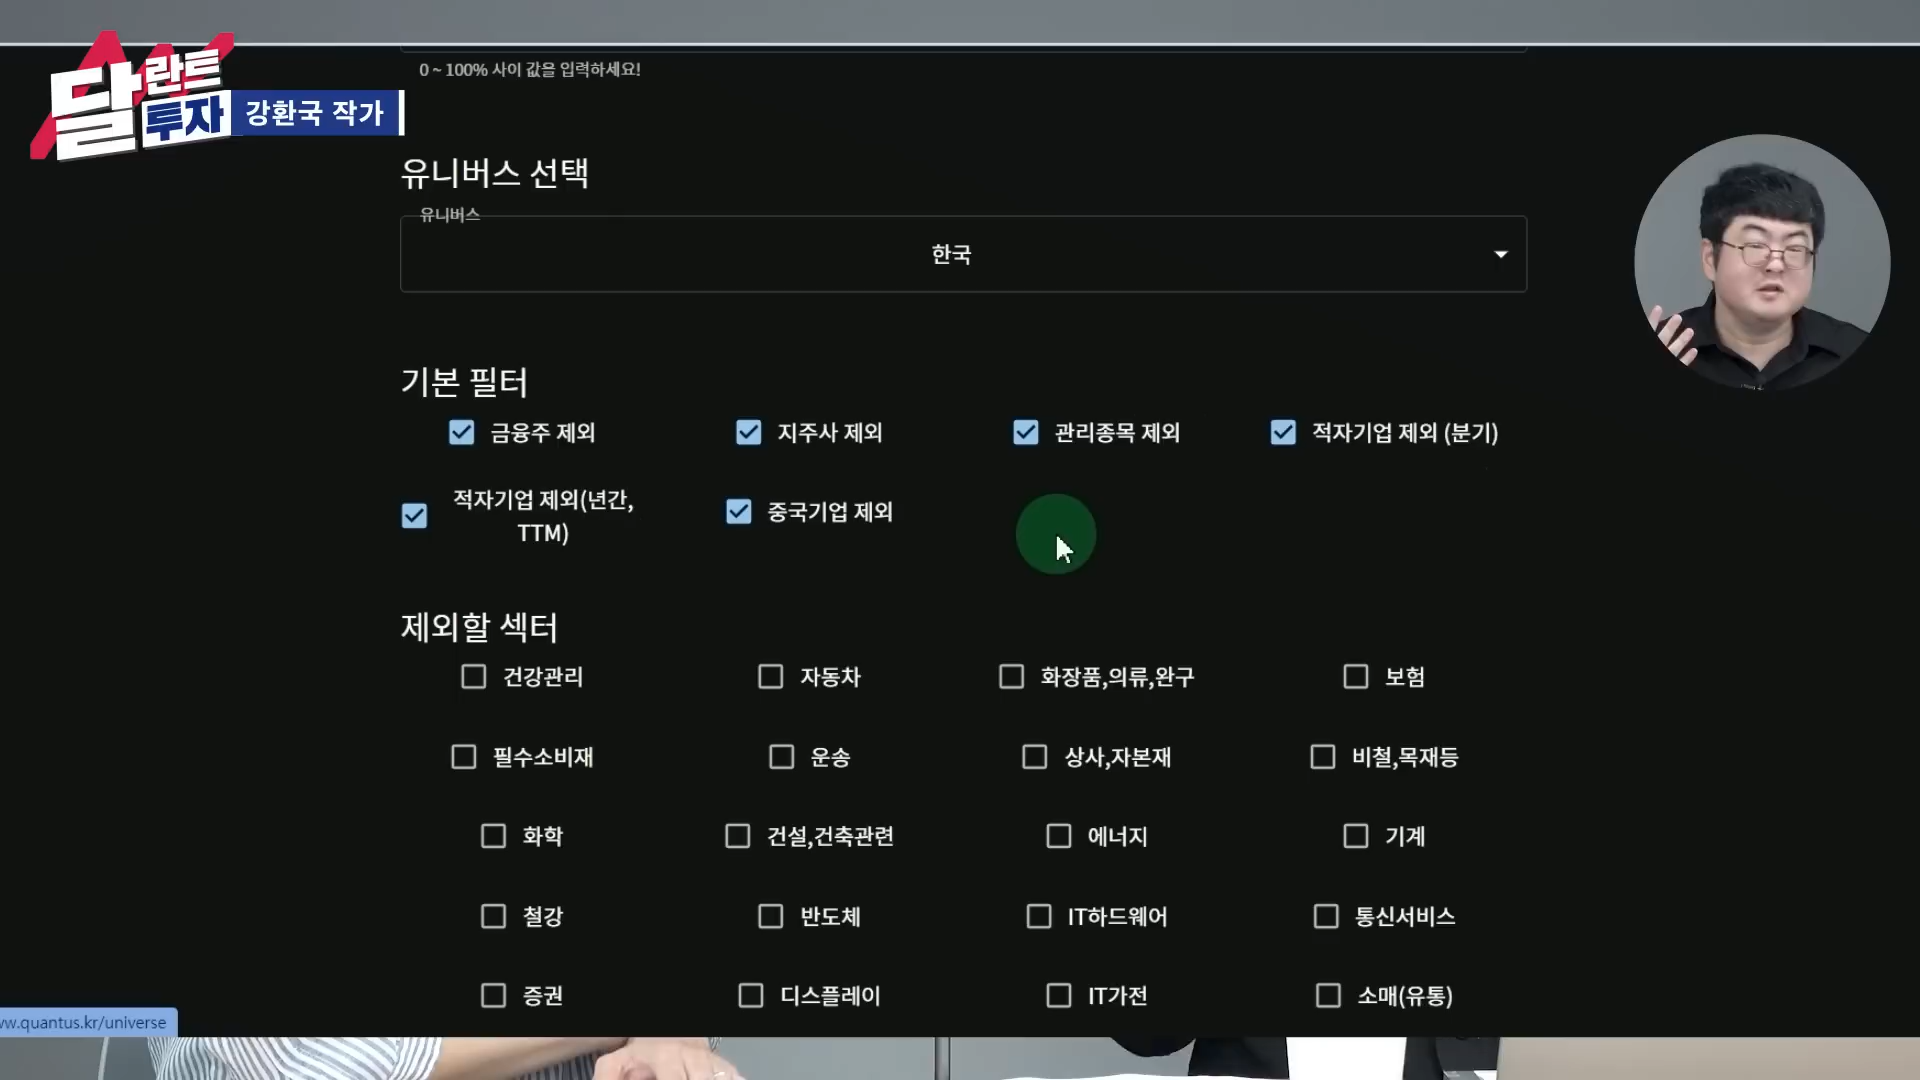 달란트
투자
강환국 작가
0 ~ 100% 사이 값을 입력하세요!
유니버스 선택
유니버스
한국
기본 필터
금융주 제외
지주사 제외
관리종목 제외
적자기업 제외 (분기)
적자기업 제외(년간,
TTM)
중국기업 제외
제외할 섹터
건강관리
자동차
화장품,의류,완구
보험
필수소비재
운송
상사,자본재
비철,목재등
화학
건설,건축관련
에너지
기계
철강
반도체
IT하드웨어
통신서비스
증권
디스플레이
IT가전
소매(유통)
ww.quantus.kr/universe